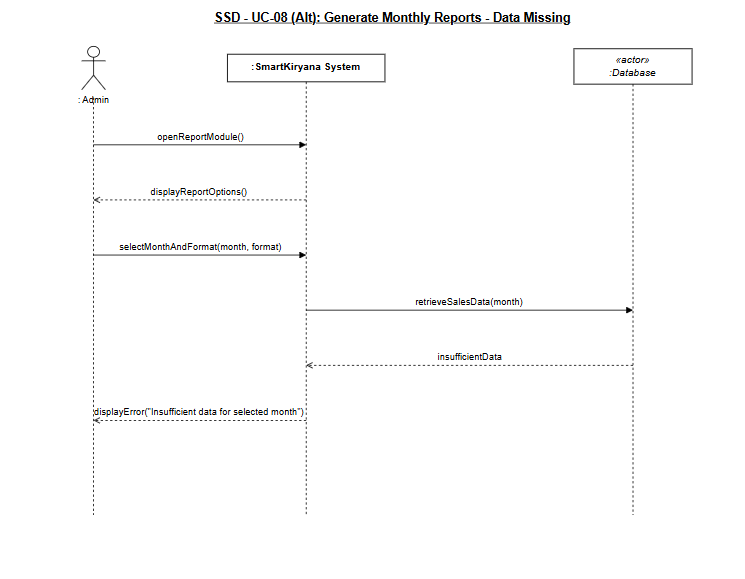 SSD - UC-08 (Alt): Generate Monthly Reports - Data Missing
: Admin
:SmartKiryana System
«actor»
:Database
openReportModule()
displayReportOptions()
selectMonthAndFormat(month, format)
retrieveSalesData(month)
insufficientData
displayError("Insufficient data for selected month")